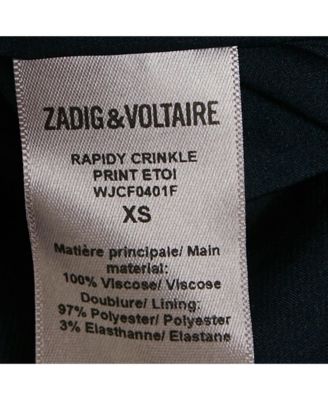 ZADIG&VOLTAIRE
RAPIDY CRINKLE
PRINT ETOI
WJCF0401F
XS
Matière principale/ Main
material:
100% Viscose/ Viscose
Doublure/ Lining:
97% Polyester/ Polyester
3% Elasthanne/ Elastane